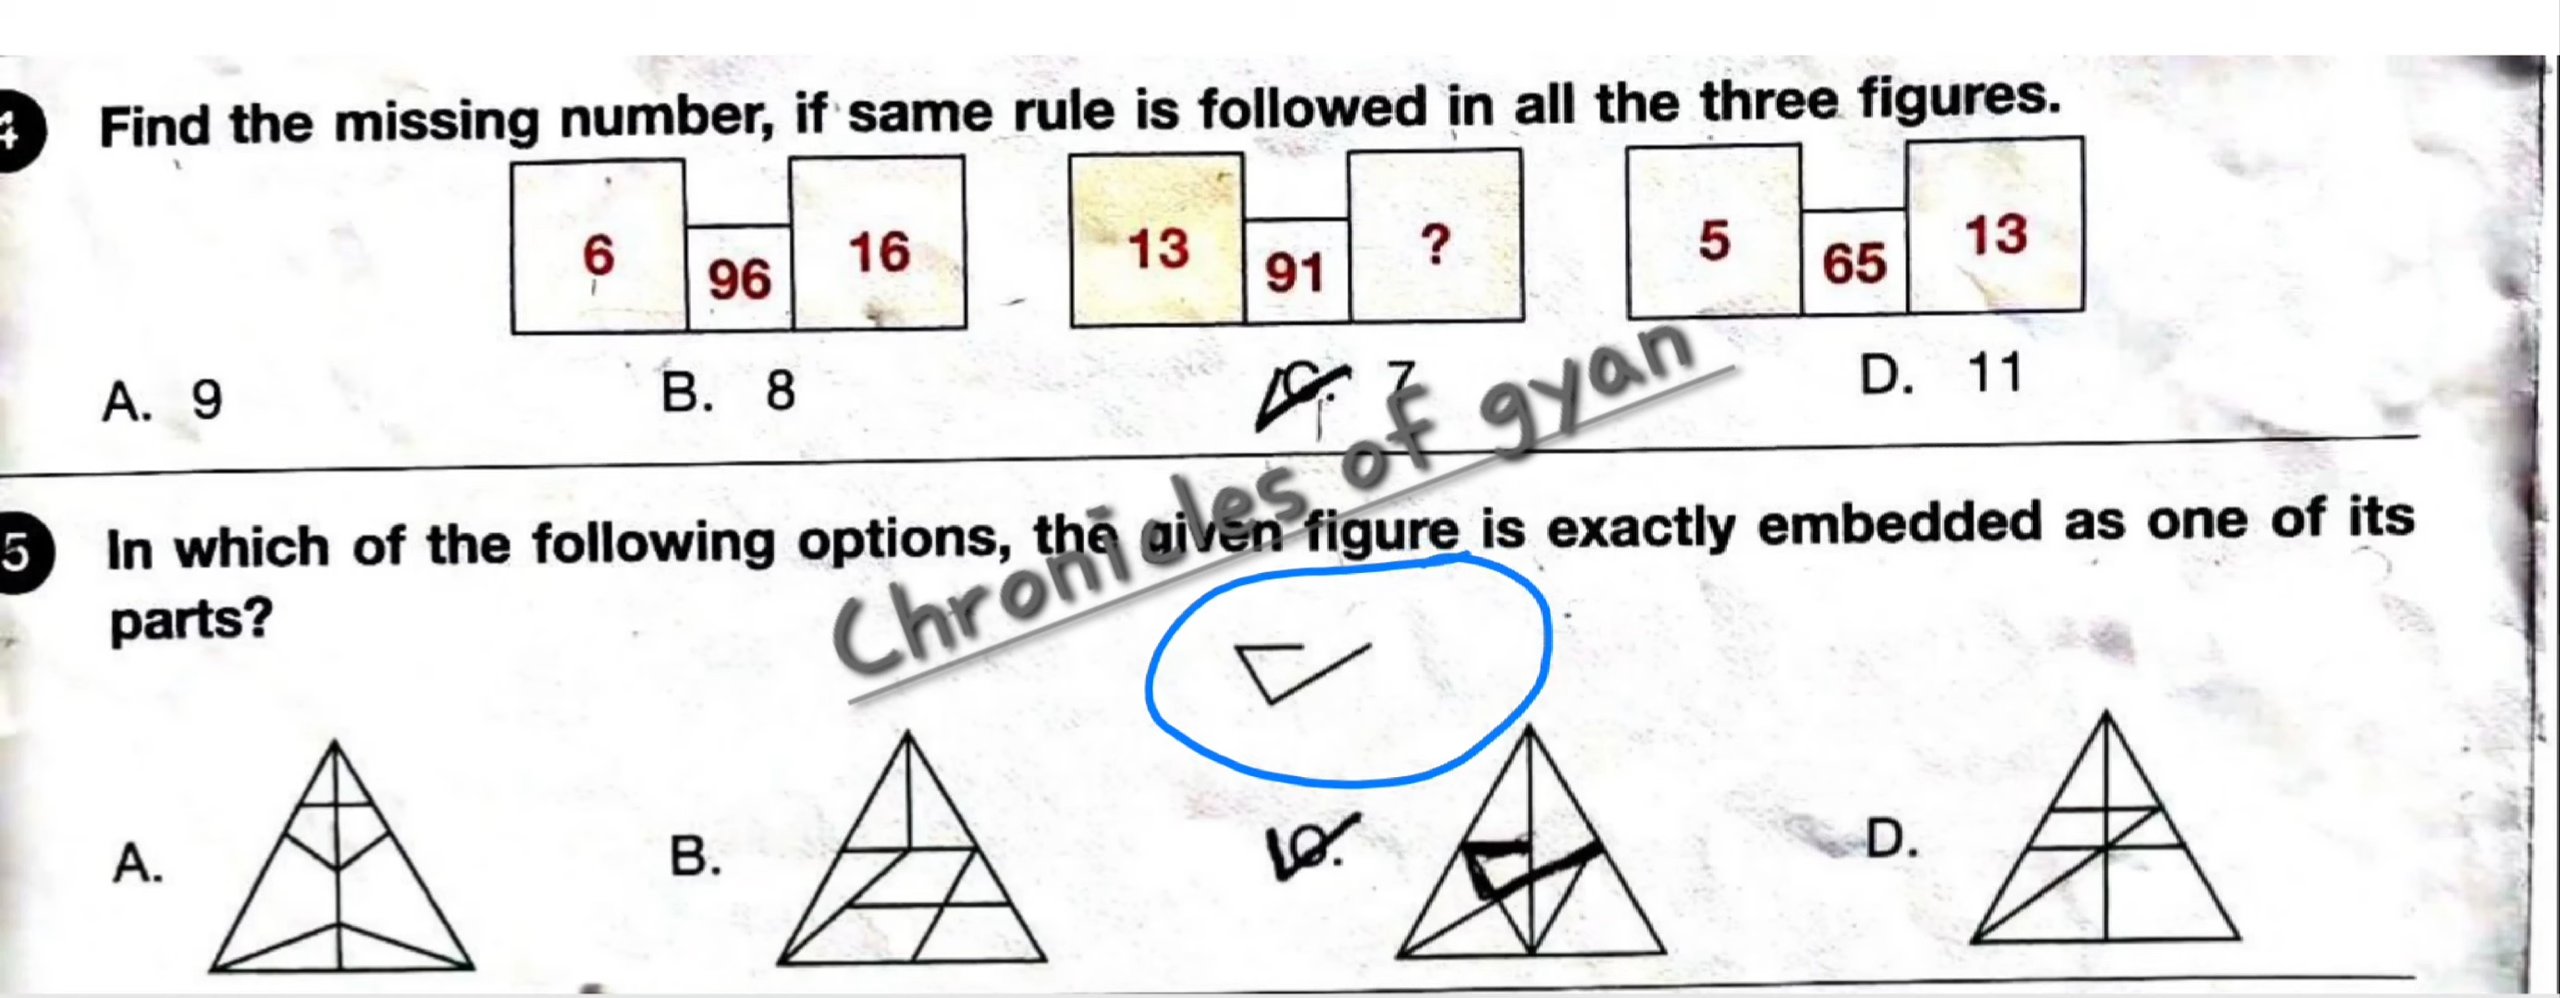 4 Find the missing number, if same rule is followed in all the three figures.
6 96 16 13 91 ? 5 65 13
A. 9 B. 8 C. 7 D. 11
Chronicles of gyan
5 In which of the following options, the given figure is exactly embedded as one of its
parts?
A. B. C. D.